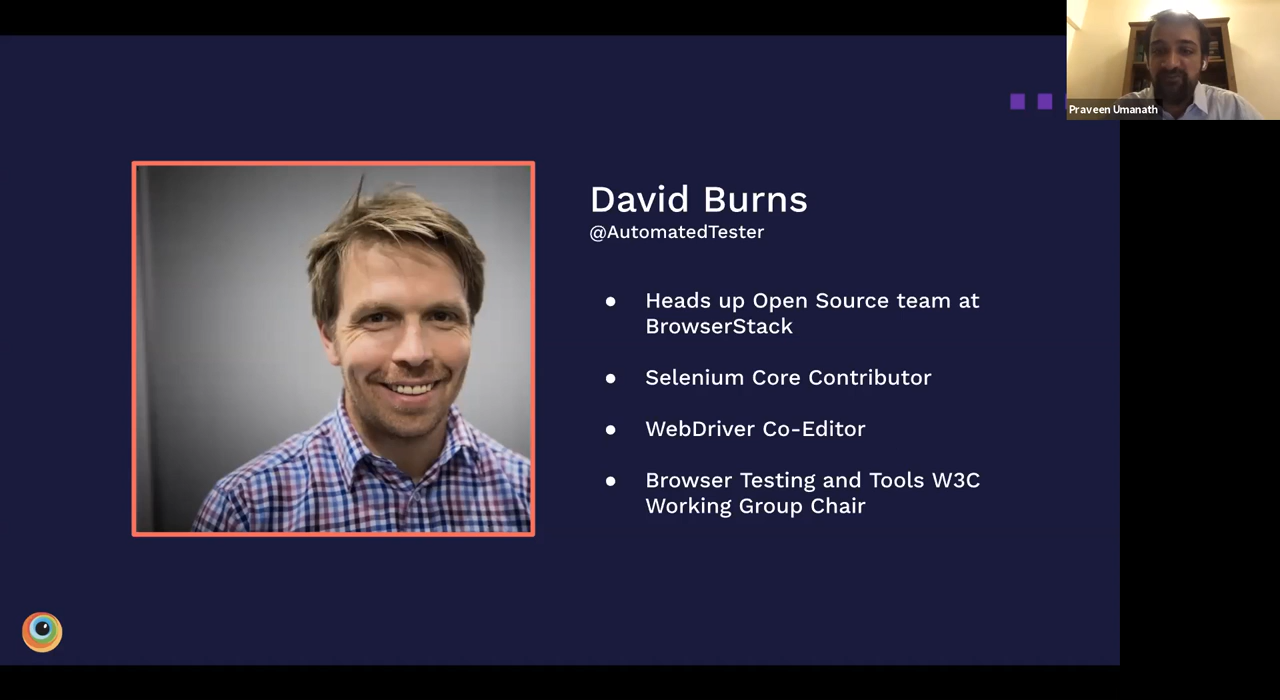 Praveen Umanath
David Burns
@AutomatedTester
● Heads up Open Source team at
BrowserStack
● Selenium Core Contributor
● WebDriver Co-Editor
● Browser Testing and Tools W3C
Working Group Chair